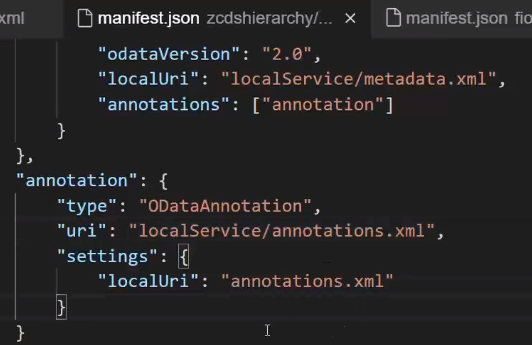 xml manifest.json zcdshierarchy/... × manifest.json fio
"odataVersion": "2.0",
"localUri": "localService/metadata.xml",
"annotations": ["annotation"]
}
},
"annotation": {
"type": "ODataAnnotation",
"uri": "localService/annotations.xml",
"settings": {
"localUri": "annotations.xml"
}
}